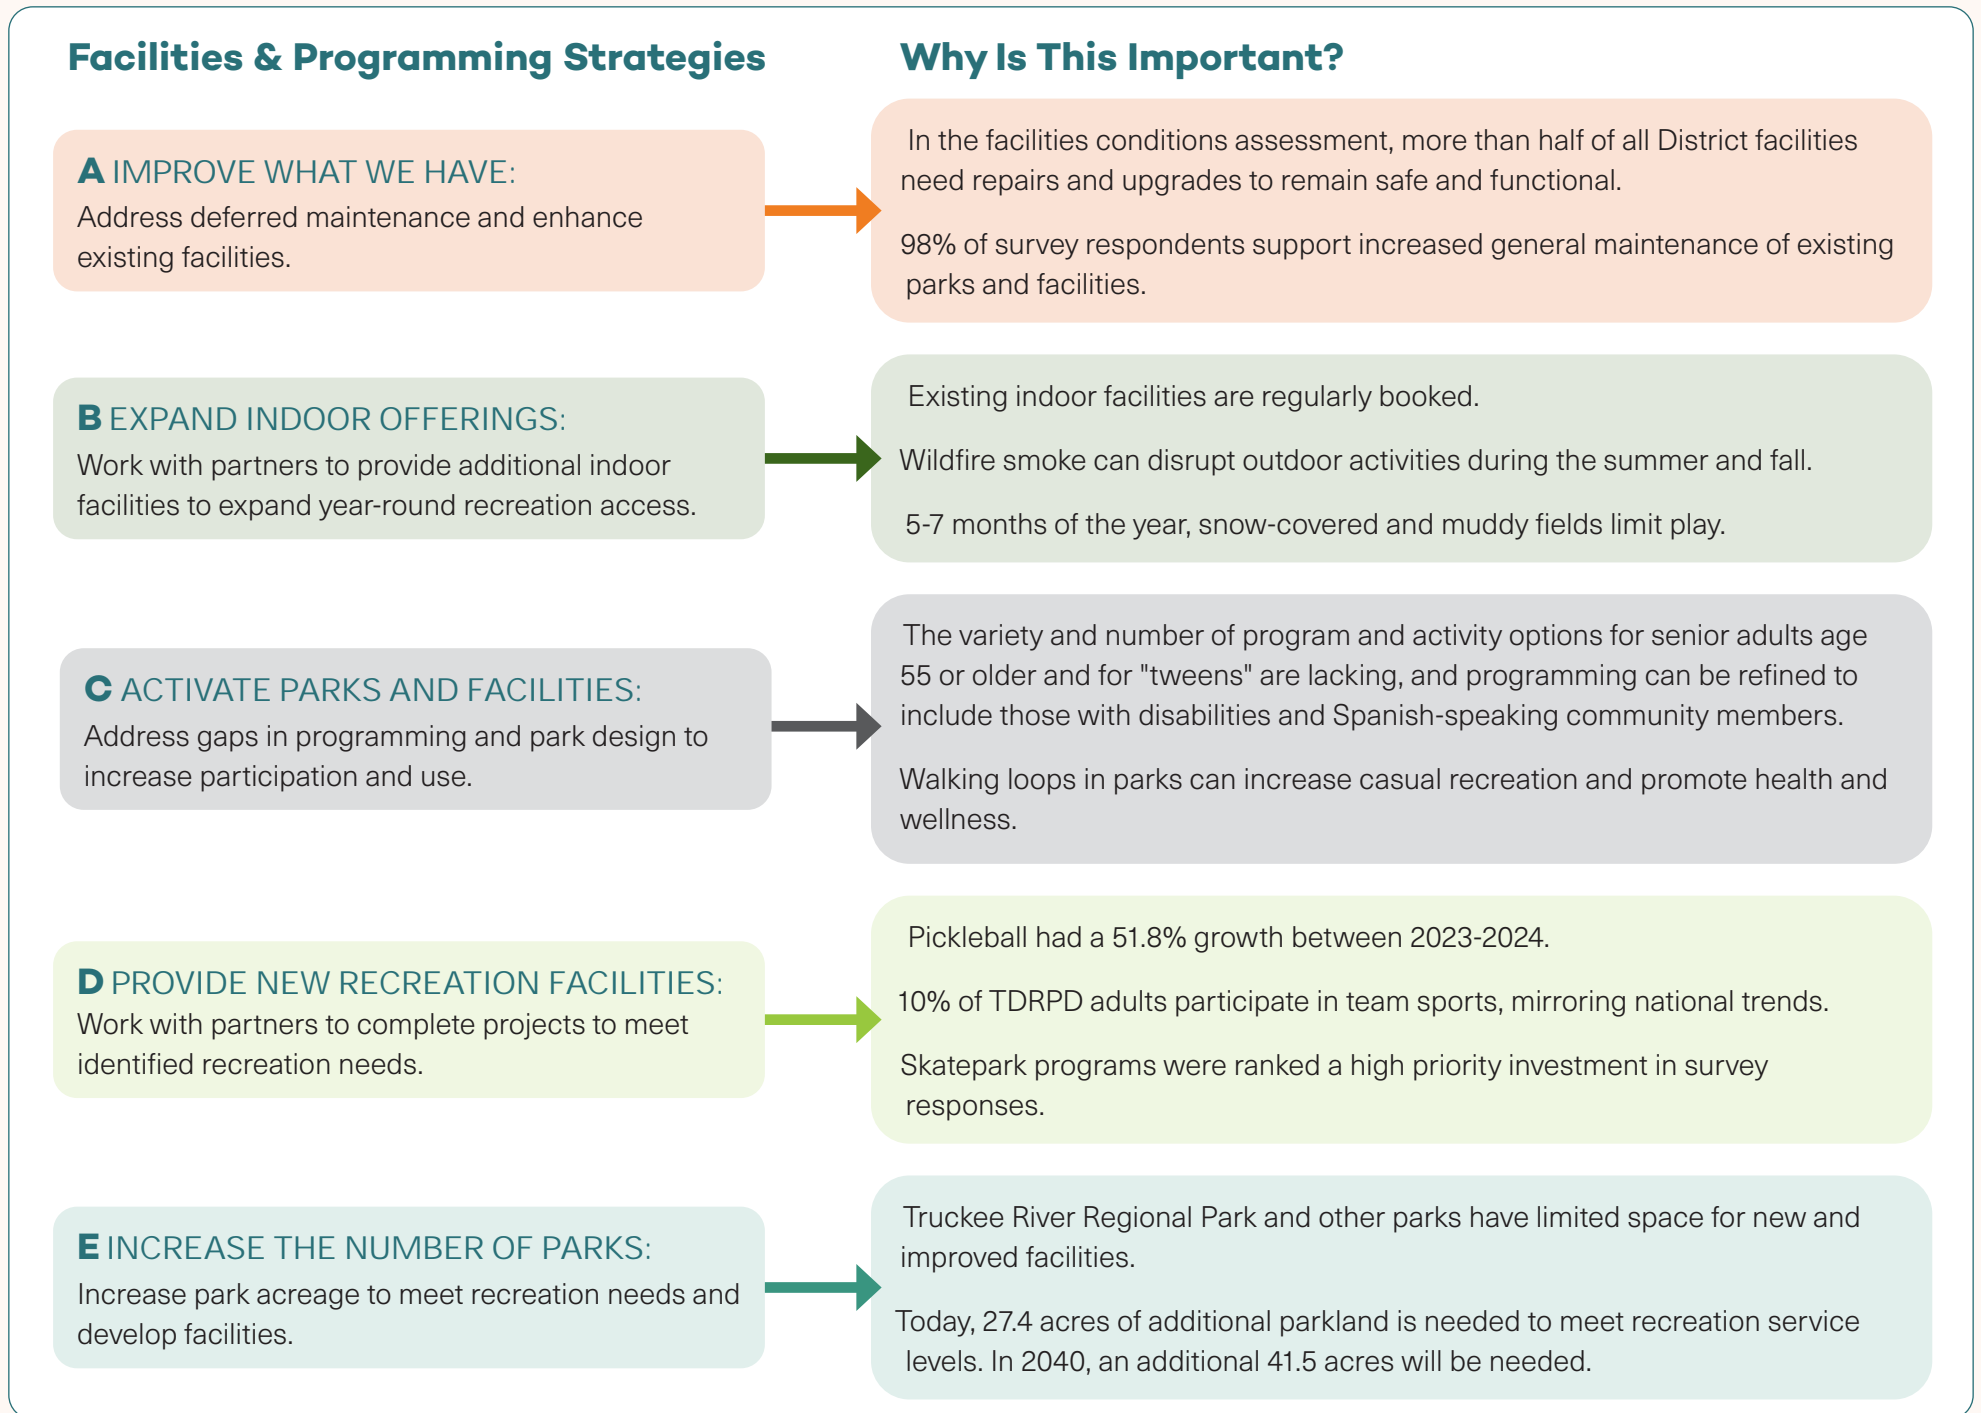 Facilities & Programming Strategies
Why Is This Important?
A IMPROVE WHAT WE HAVE:
Address deferred maintenance and enhance
existing facilities.
In the facilities conditions assessment, more than half of all District facilities
need repairs and upgrades to remain safe and functional.
98% of survey respondents support increased general maintenance of existing
parks and facilities.
B EXPAND INDOOR OFFERINGS:
Work with partners to provide additional indoor
facilities to expand year-round recreation access.
Existing indoor facilities are regularly booked.
Wildfire smoke can disrupt outdoor activities during the summer and fall.
5-7 months of the year, snow-covered and muddy fields limit play.
C ACTIVATE PARKS AND FACILITIES:
Address gaps in programming and park design to
increase participation and use.
The variety and number of program and activity options for senior adults age
55 or older and for "tweens" are lacking, and programming can be refined to
include those with disabilities and Spanish-speaking community members.
Walking loops in parks can increase casual recreation and promote health and
wellness.
D PROVIDE NEW RECREATION FACILITIES:
Work with partners to complete projects to meet
identified recreation needs.
Pickleball had a 51.8% growth between 2023-2024.
10% of TDRPD adults participate in team sports, mirroring national trends.
Skatepark programs were ranked a high priority investment in survey
responses.
E INCREASE THE NUMBER OF PARKS:
Increase park acreage to meet recreation needs and
develop facilities.
Truckee River Regional Park and other parks have limited space for new and
improved facilities.
Today, 27.4 acres of additional parkland is needed to meet recreation service
levels. In 2040, an additional 41.5 acres will be needed.